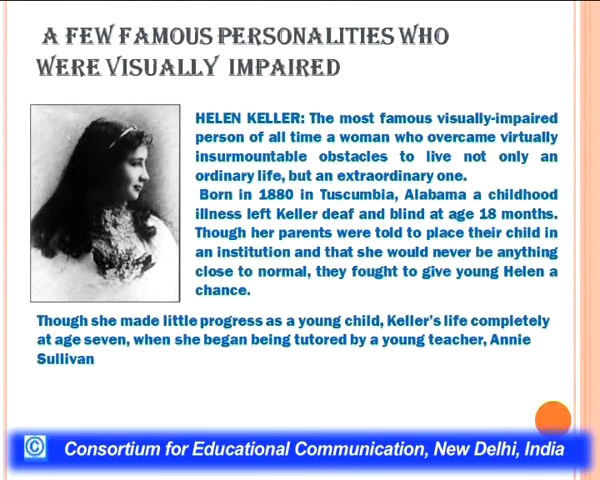 A FEW FAMOUS PERSONALITIES WHO
WERE VISUALLY IMPAIRED
HELEN KELLER: The most famous visually-impaired
person of all time a woman who overcame virtually
insurmountable obstacles to live not only an
ordinary life, but an extraordinary one.
Born in 1880 in Tuscumbia, Alabama a childhood
illness left Keller deaf and blind at age 18 months.
Though her parents were told to place their child in
an institution and that she would never be anything
close to normal, they fought to give young Helen a
chance.
Though she made little progress as a young child, Keller's life completely
at age seven, when she began being tutored by a young teacher, Annie
Sullivan
© Consortium for Educational Communication, New Delhi, India